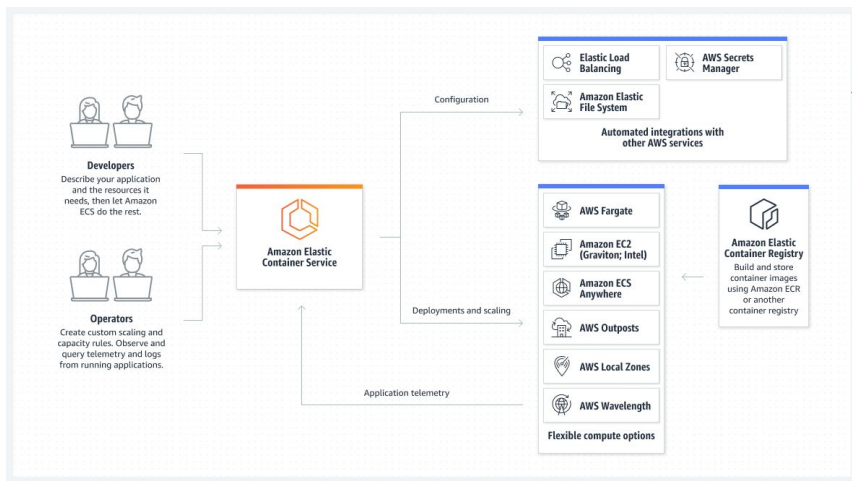 Developers
Describe your application
and the resources it
needs, then let Amazon
ECS do the rest.
Operators
Create custom scaling and
capacity rules. Observe and
query telemetry and logs
from running applications.
Amazon Elastic
Container Service
Configuration
Deployments and scaling
Application telemetry
Elastic Load
Balancing
AWS Secrets
Manager
Amazon Elastic
File System
Automated integrations with
other AWS services
AWS Fargate
Amazon EC2
(Graviton; Intel)
Amazon ECS
Anywhere
AWS Outposts
AWS Local Zones
AWS Wavelength
Flexible compute options
Amazon Elastic
Container Registry
Build and store
container images
using Amazon ECR
or another
container registry